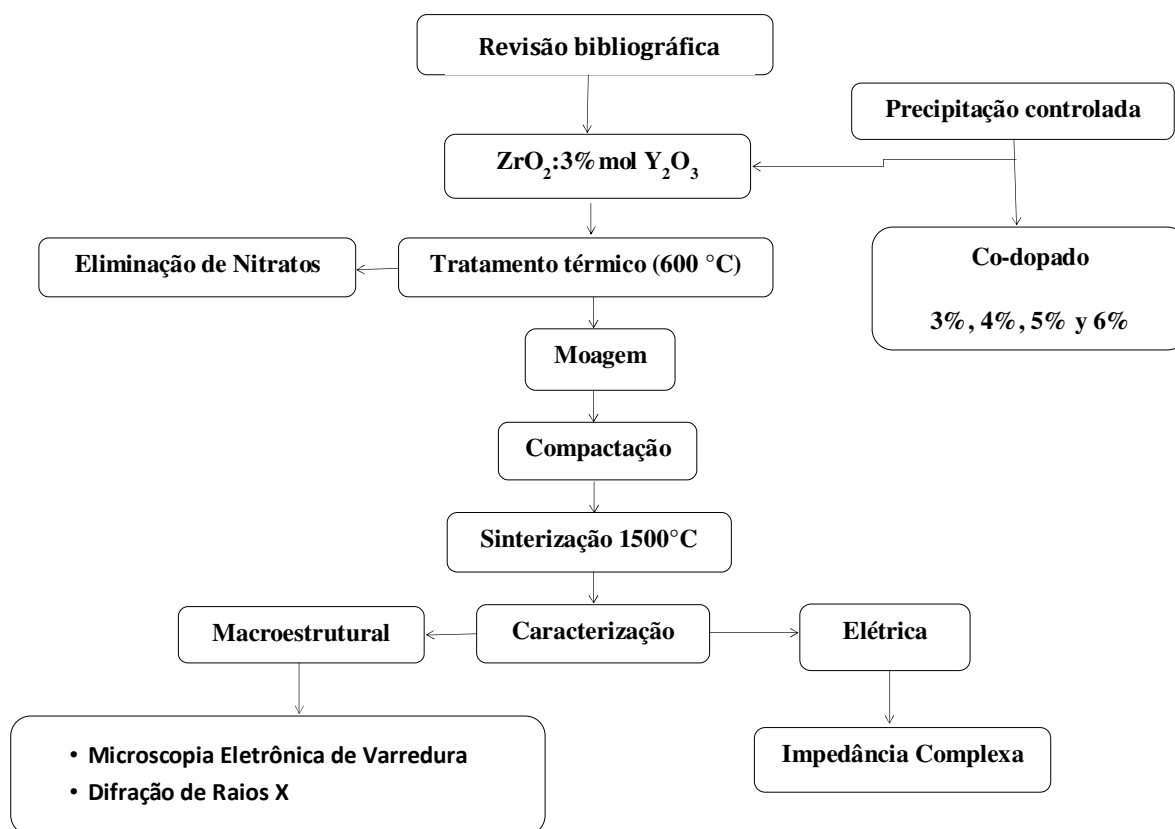 Revisão bibliográfica
Precipitação controlada
ZrO₂:3% mol Y₂O₃
Eliminação de Nitratos
Tratamento térmico (600 °C)
Co-dopado
3%, 4%, 5% y 6%
Moagem
Compactação
Sinterização 1500°C
Macroestrutural
Caracterização
Elétrica
• Microscopia Eletrônica de Varredura
• Difração de Raios X
Impedância Complexa